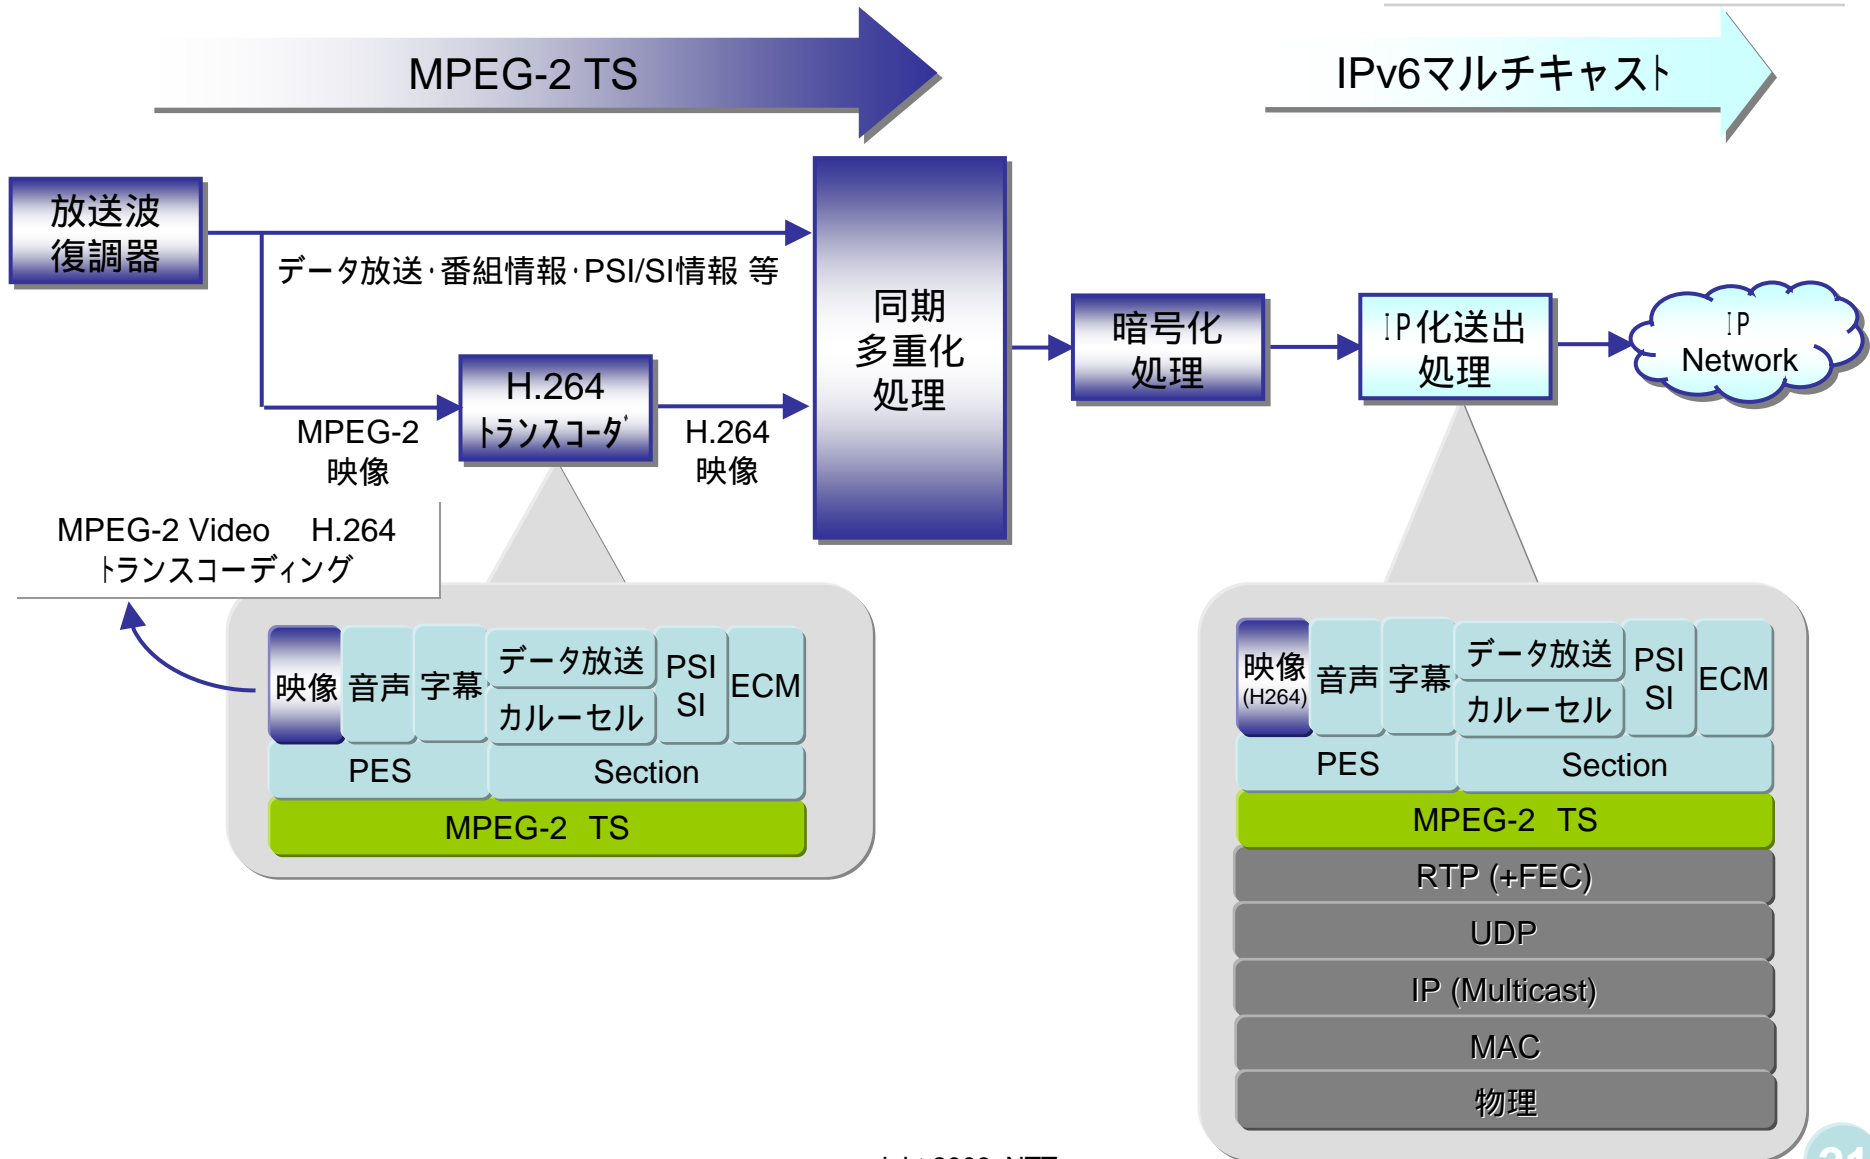 MPEG-2 TS
IPv6マルチキャスト
放送波
復調器
データ放送・番組情報・PSI/SI情報 等
同期
多重化
処理
暗号化
処理
IP化送出
処理
IP
Network
H.264
トランスコーダ
MPEG-2
映像
H.264
映像
MPEG-2 Video H.264
トランスコーディング
映像
音声
字幕
データ放送
カルーセル
PSI
SI
ECM
PES
Section
MPEG-2 TS
映像
(H264)
音声
字幕
データ放送
カルーセル
PSI
SI
ECM
PES
Section
MPEG-2 TS
RTP (+FEC)
UDP
IP (Multicast)
MAC
物理